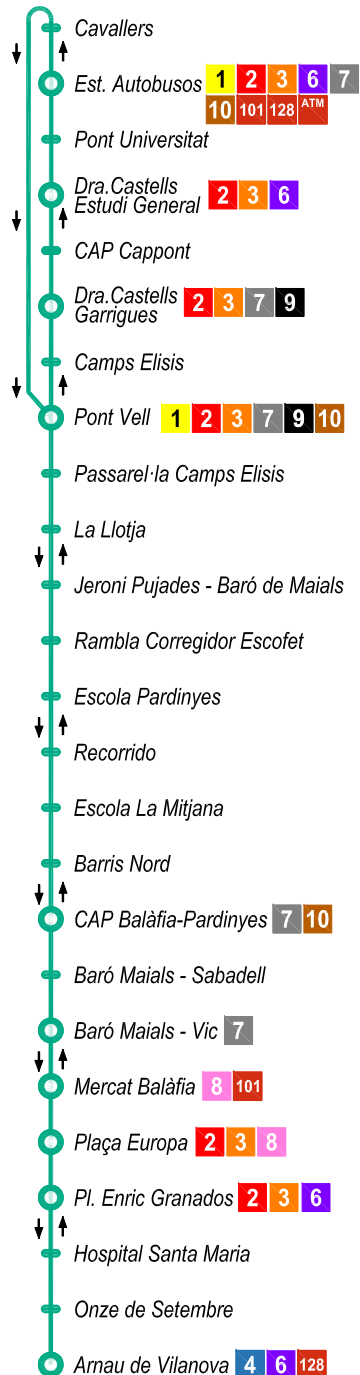 Cavallers
Est. Autobusos 1 2 3 6 7
10 101 128 ATM
Pont Universitat
Dra.Castells
Estudi General 2 3 6
CAP Cappont
Dra.Castells
Garrigues 2 3 7 9
Camps Elisis
Pont Vell 1 2 3 7 9 10
Passarel·la Camps Elisis
La Llotja
Jeroni Pujades - Baró de Maials
Rambla Corregidor Escofet
Escola Pardinyes
Recorrido
Escola La Mitjana
Barris Nord
CAP Balàfia-Pardinyes 7 10
Baró Maials - Sabadell
Baró Maials - Vic 7
Mercat Balàfia 8 101
Plaça Europa 2 3 8
Pl. Enric Granados 2 3 6
Hospital Santa Maria
Onze de Setembre
Arnau de Vilanova 4 6 128